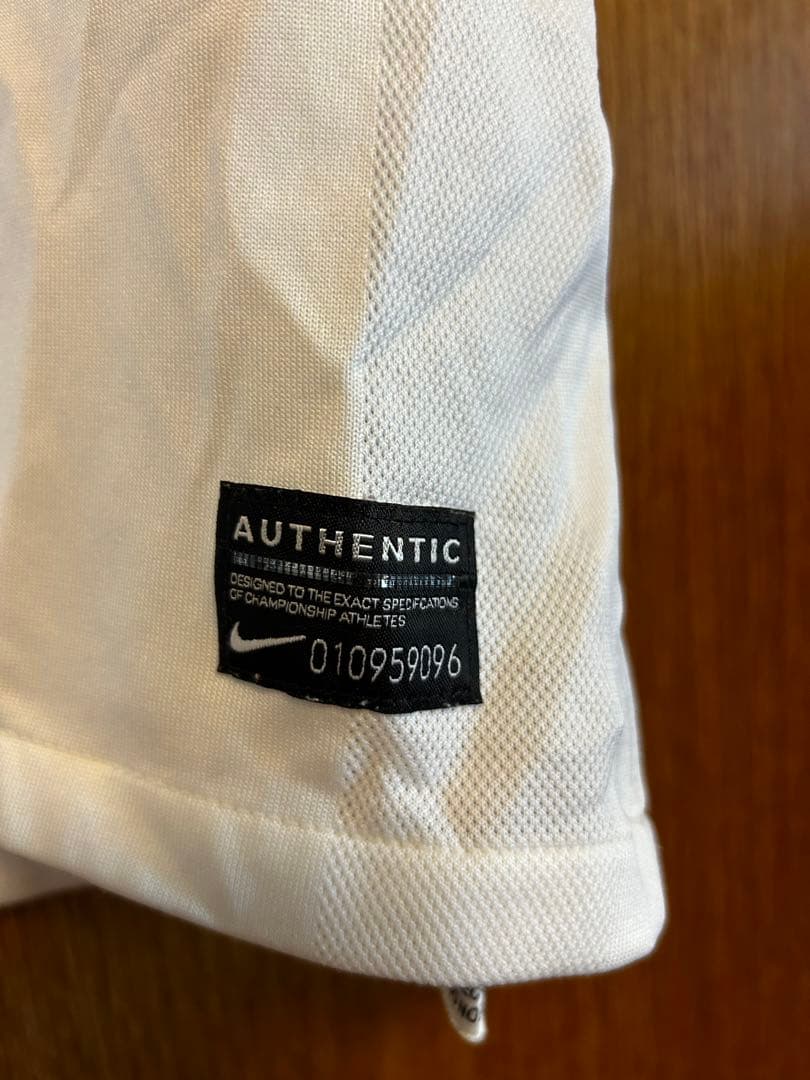 AUTHENTIC
DESIGNED TO THE EXACT SPECIFICATIONS
OF CHAMPIONSHIP ATHLETES
010959096